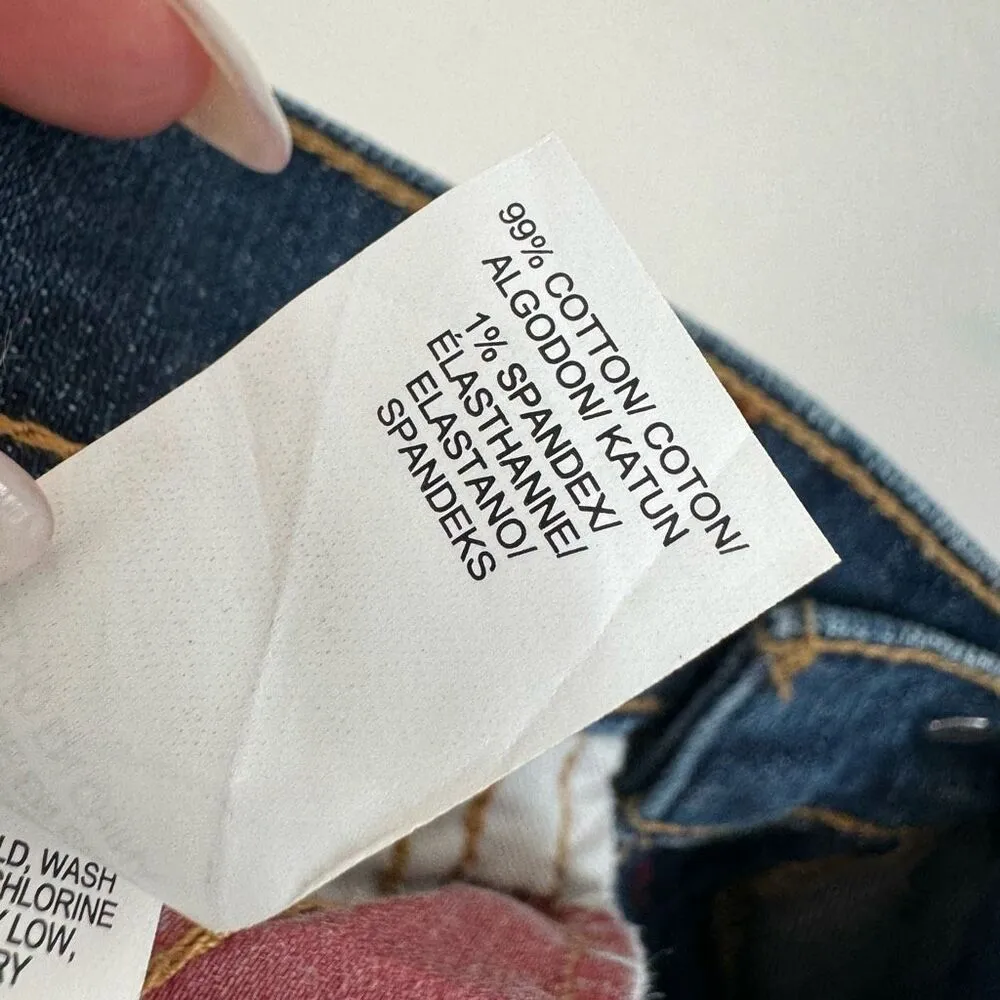 99% COTTON/ COTON/
ALGODON/ KATUN
1% SPANDEX/
ÉLASTHANNE/
ELASTANO/
SPANDEKS
LD, WASH
CHLORINE
Y LOW,
RY